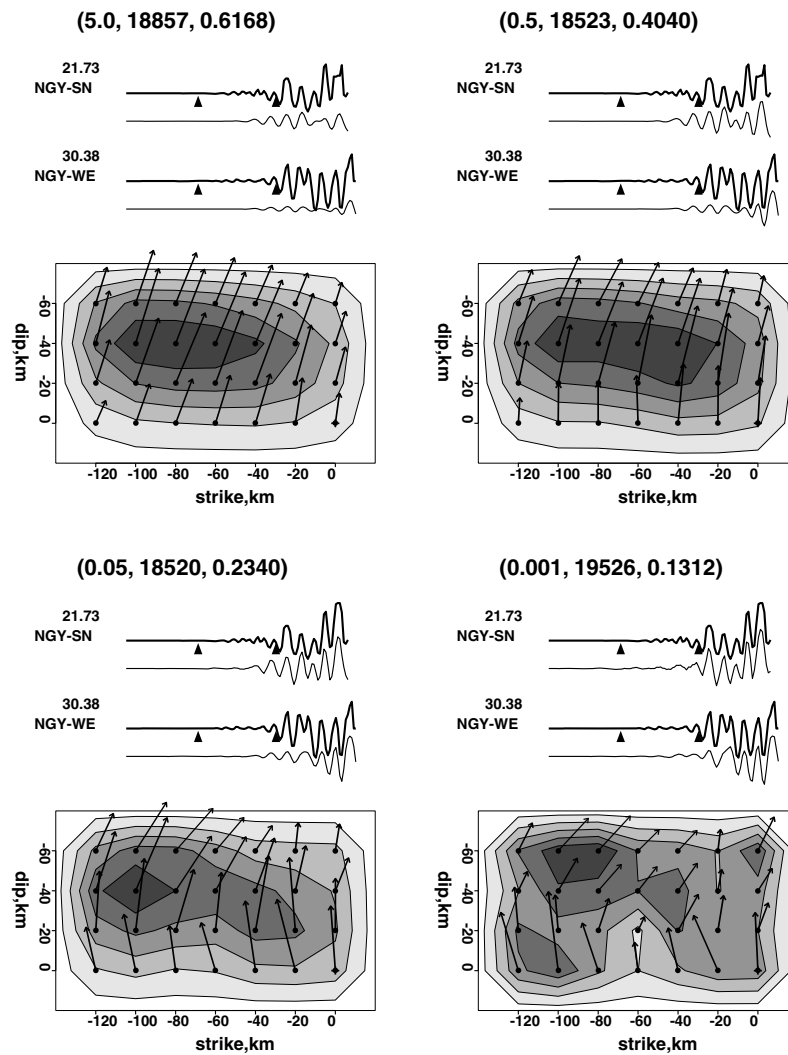 (5.0, 18857, 0.6168)
21.73
NGY-SN
30.38
NGY-WE
dip,km
-60
-40
-20
0
-120 -100 -80 -60 -40 -20 0
strike,km
(0.5, 18523, 0.4040)
21.73
NGY-SN
30.38
NGY-WE
dip,km
-60
-40
-20
0
-120 -100 -80 -60 -40 -20 0
strike,km
(0.05, 18520, 0.2340)
21.73
NGY-SN
30.38
NGY-WE
dip,km
-60
-40
-20
0
-120 -100 -80 -60 -40 -20 0
strike,km
(0.001, 19526, 0.1312)
21.73
NGY-SN
30.38
NGY-WE
dip,km
-60
-40
-20
0
-120 -100 -80 -60 -40 -20 0
strike,km